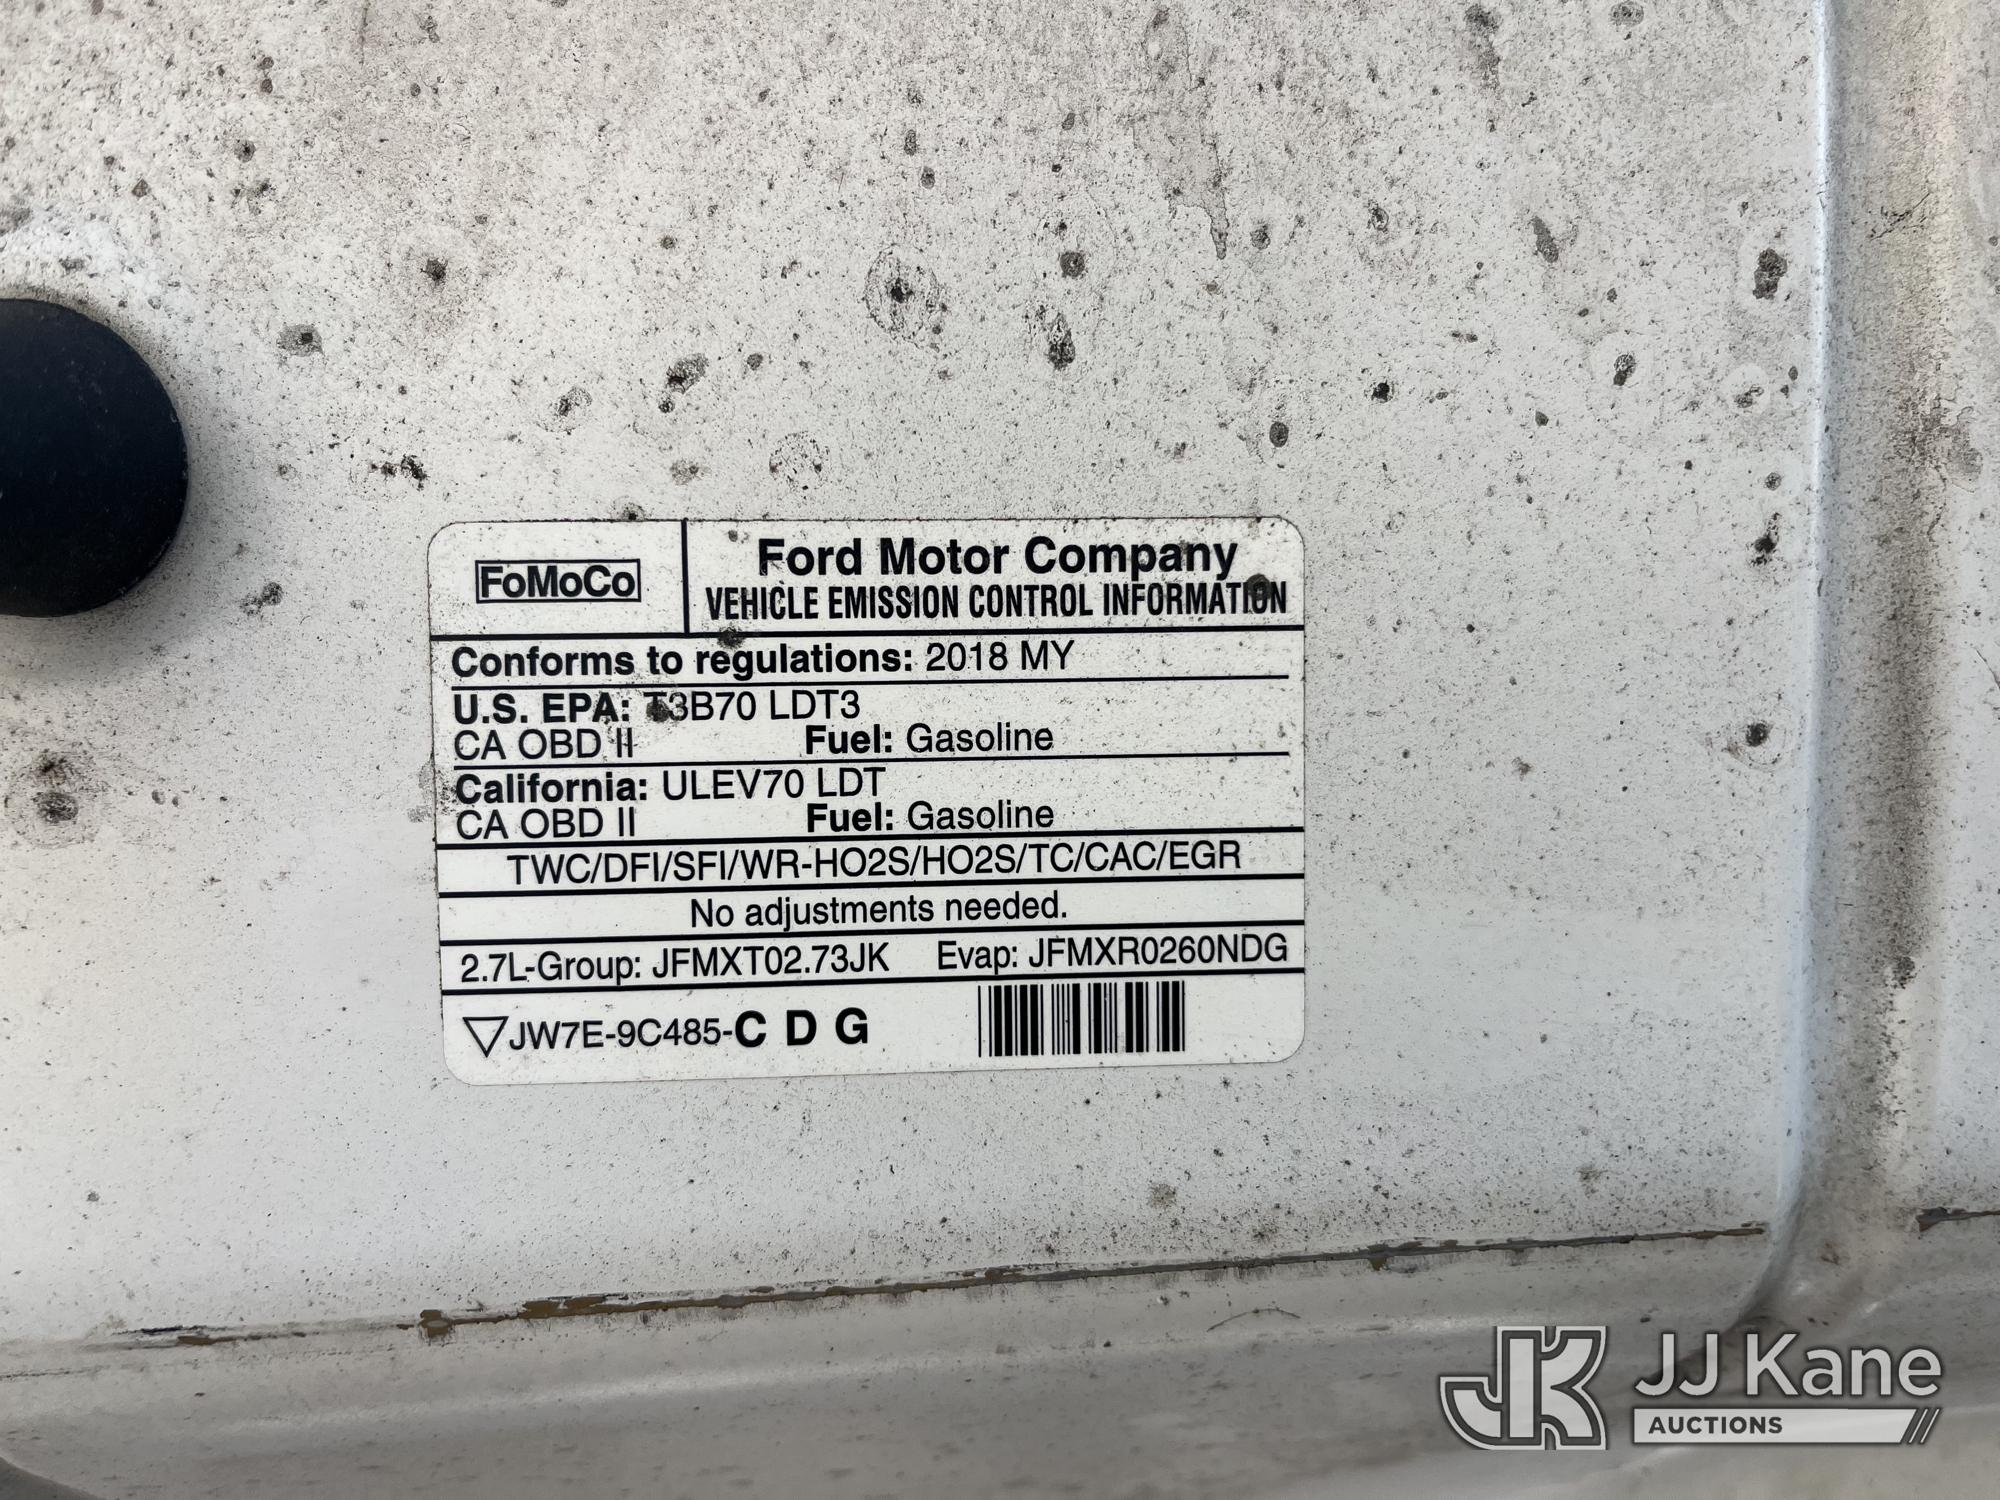 FoMoCo
Ford Motor Company
VEHICLE EMISSION CONTROL INFORMATION
Conforms to regulations: 2018 MY
U.S. EPA: T3B70 LDT3
CA OBD II Fuel: Gasoline
California: ULEV70 LDT
CA OBD II Fuel: Gasoline
TWC/DFI/SFI/WR-HO2S/HO2S/TC/CAC/EGR
No adjustments needed.
2.7L-Group: JFMXT02.73JK Evap: JFMXR0260NDG
▽JW7E-9C485-C D G
JK JJ Kane
AUCTIONS